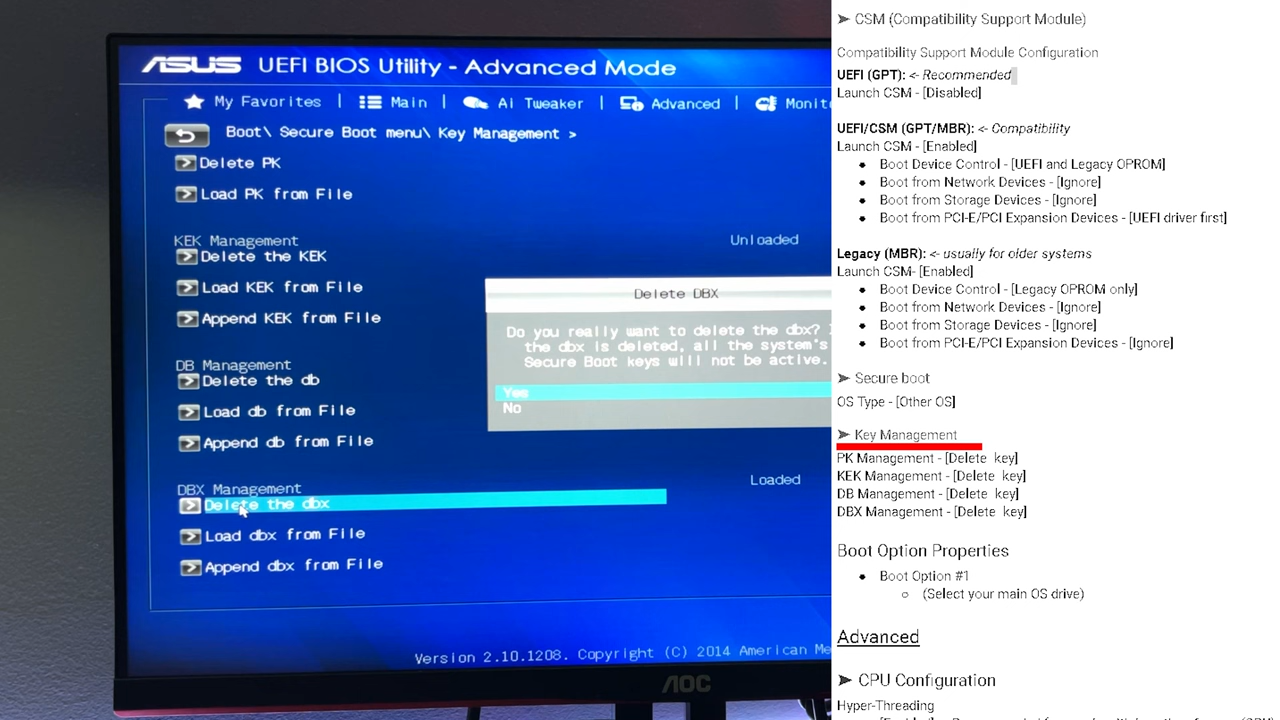 ASUS UEFI BIOS Utility - Advanced Mode
My Favorites | Main | Ai Tweaker | Advanced |
Boot\ Secure Boot menu\ Key Management >
Delete PK
Load PK from File
KEK Management Unloaded
Delete the KEK
Load KEK from File
Append KEK from File
DB Management
Delete the db
Load db from File
Append db from File
DBX Management Loaded
Delete the dbx
Load dbx from File
Append dbx from File
Delete DBX
Do you really want to delete the dbx?
the dbx is deleted, all the system's
Secure Boot keys will not be active.
Yes
No
Version 2.10.1208. Copyright (C) 2014 American
AOC
➤ CSM (Compatibility Support Module)
Compatibility Support Module Configuration
UEFI (GPT): <- Recommended
Launch CSM - [Disabled]
UEFI/CSM (GPT/MBR): <- Compatibility
Launch CSM - [Enabled]
● Boot Device Control - [UEFI and Legacy OPROM]
● Boot from Network Devices - [Ignore]
● Boot from Storage Devices - [Ignore]
● Boot from PCI-E/PCI Expansion Devices - [UEFI driver first]
Legacy (MBR): <- usually for older systems
Launch CSM- [Enabled]
● Boot Device Control - [Legacy OPROM only]
● Boot from Network Devices - [Ignore]
● Boot from Storage Devices - [Ignore]
● Boot from PCI-E/PCI Expansion Devices - [Ignore]
➤ Secure boot
OS Type - [Other OS]
➤ Key Management
PK Management - [Delete key]
KEK Management - [Delete key]
DB Management - [Delete key]
DBX Management - [Delete key]
Boot Option Properties
● Boot Option #1
○ (Select your main OS drive)
Advanced
➤ CPU Configuration
Hyper-Threading